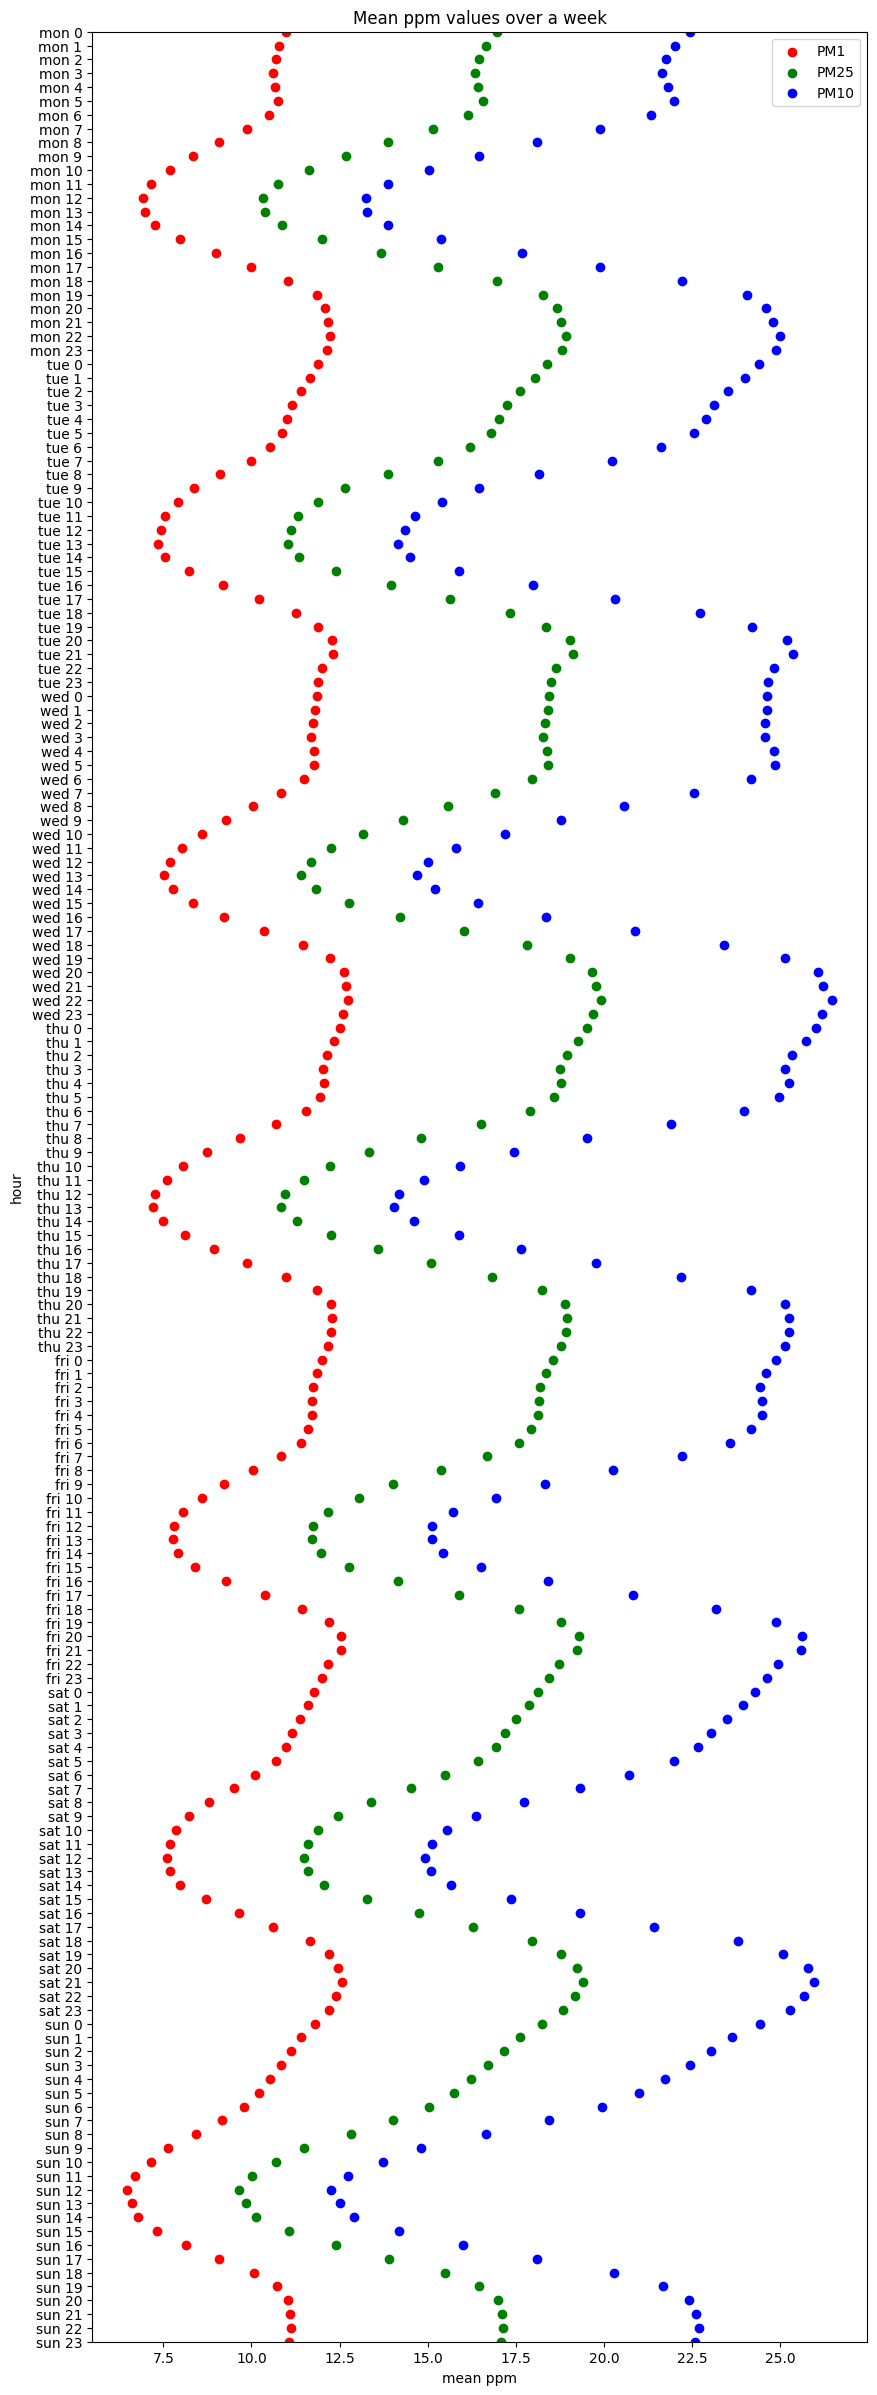 Mean ppm values over a week
PM1
PM25
PM10
mon 0
mon 1
mon 2
mon 3
mon 4
mon 5
mon 6
mon 7
mon 8
mon 9
mon 10
mon 11
mon 12
mon 13
mon 14
mon 15
mon 16
mon 17
mon 18
mon 19
mon 20
mon 21
mon 22
mon 23
tue 0
tue 1
tue 2
tue 3
tue 4
tue 5
tue 6
tue 7
tue 8
tue 9
tue 10
tue 11
tue 12
tue 13
tue 14
tue 15
tue 16
tue 17
tue 18
tue 19
tue 20
tue 21
tue 22
tue 23
wed 0
wed 1
wed 2
wed 3
wed 4
wed 5
wed 6
wed 7
wed 8
wed 9
wed 10
wed 11
wed 12
wed 13
wed 14
wed 15
wed 16
wed 17
wed 18
wed 19
wed 20
wed 21
wed 22
wed 23
thu 0
thu 1
thu 2
thu 3
thu 4
thu 5
thu 6
thu 7
thu 8
thu 9
thu 10
thu 11
thu 12
thu 13
thu 14
thu 15
thu 16
thu 17
thu 18
thu 19
thu 20
thu 21
thu 22
thu 23
fri 0
fri 1
fri 2
fri 3
fri 4
fri 5
fri 6
fri 7
fri 8
fri 9
fri 10
fri 11
fri 12
fri 13
fri 14
fri 15
fri 16
fri 17
fri 18
fri 19
fri 20
fri 21
fri 22
fri 23
sat 0
sat 1
sat 2
sat 3
sat 4
sat 5
sat 6
sat 7
sat 8
sat 9
sat 10
sat 11
sat 12
sat 13
sat 14
sat 15
sat 16
sat 17
sat 18
sat 19
sat 20
sat 21
sat 22
sat 23
sun 0
sun 1
sun 2
sun 3
sun 4
sun 5
sun 6
sun 7
sun 8
sun 9
sun 10
sun 11
sun 12
sun 13
sun 14
sun 15
sun 16
sun 17
sun 18
sun 19
sun 20
sun 21
sun 22
sun 23
hour
7.5 10.0 12.5 15.0 17.5 20.0 22.5 25.0
mean ppm